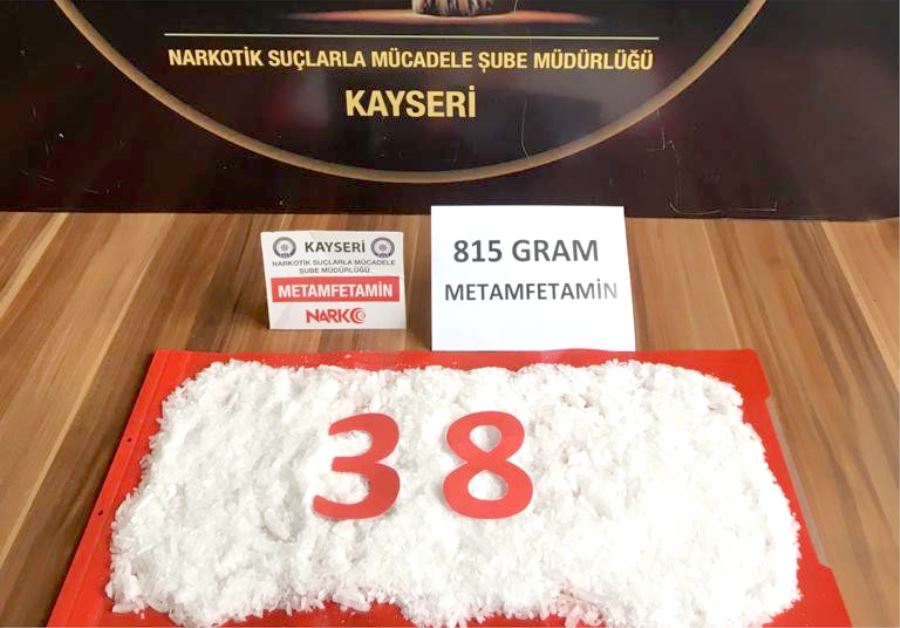 NARKOTİK SUÇLARLA MÜCADELE ŞUBE MÜDÜRLÜĞÜ
KAYSERİ
KAYSERİ
NARKOTİK SUÇLARLA MÜCADELE
ŞUBE MÜDÜRLÜĞÜ
METAMFETAMİN
NARKO
815 GRAM
METAMFETAMİN
38